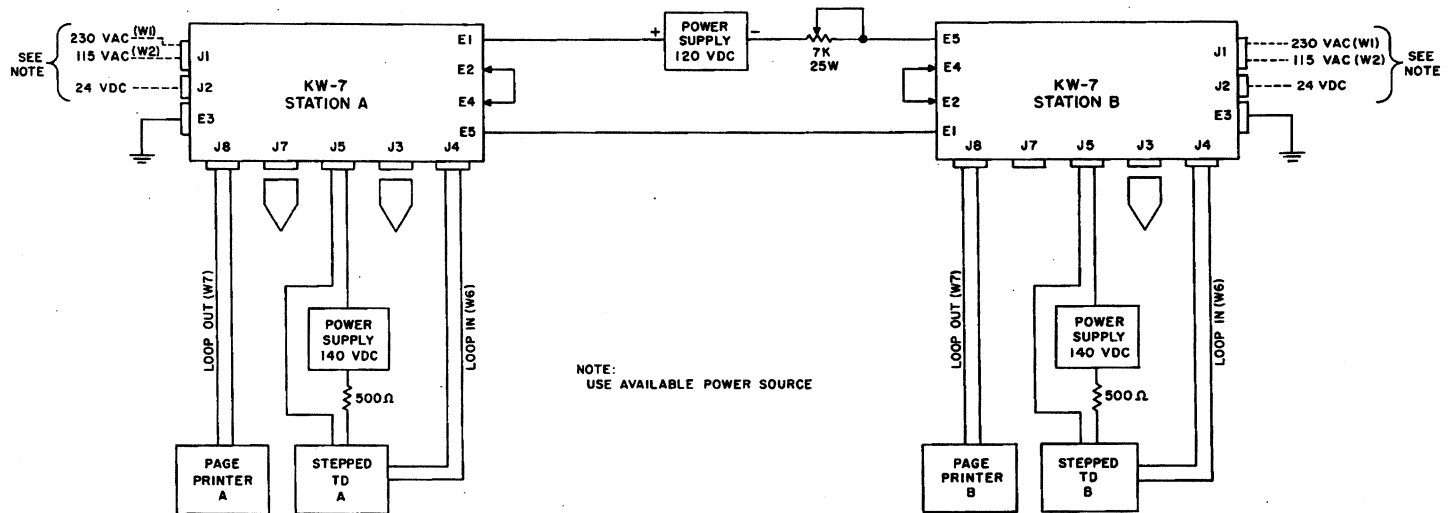 SEE
NOTE
230 VAC (W1)
115 VAC (W2)
24 VDC
J1
J2
E3
KW-7
STATION A
E1
E2
E4
E5
J8
J7
J5
J3
J4
+
POWER
SUPPLY
120 VDC
-
7K
25W
E5
E4
E2
E1
KW-7
STATION B
J1
J2
E3
230 VAC (W1)
115 VAC (W2)
24 VDC
SEE
NOTE
J8
J7
J5
J3
J4
LOOP OUT (W7)
POWER
SUPPLY
140 VDC
500Ω
LOOP IN (W6)
NOTE:
USE AVAILABLE POWER SOURCE
LOOP OUT (W7)
POWER
SUPPLY
140 VDC
500Ω
LOOP IN (W6)
PAGE
PRINTER
A
STEPPED
TD
A
PAGE
PRINTER
B
STEPPED
TD
B